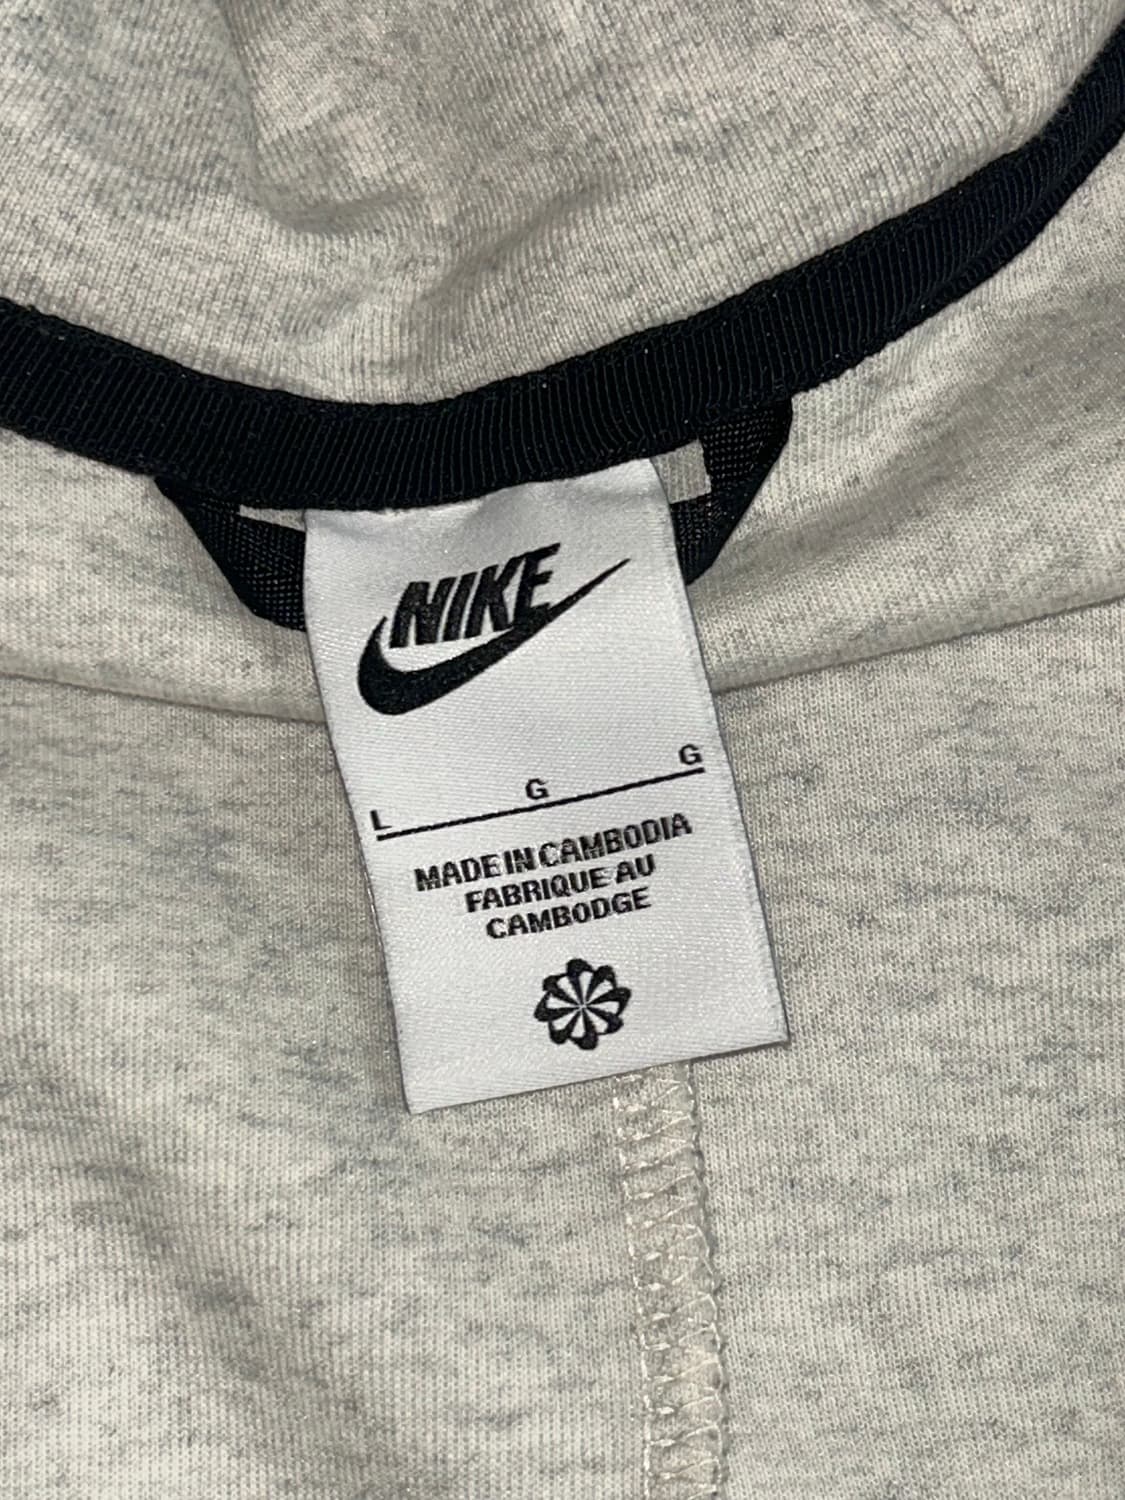 NIKE
L G G
MADE IN CAMBODIA
FABRIQUE AU
CAMBODGE